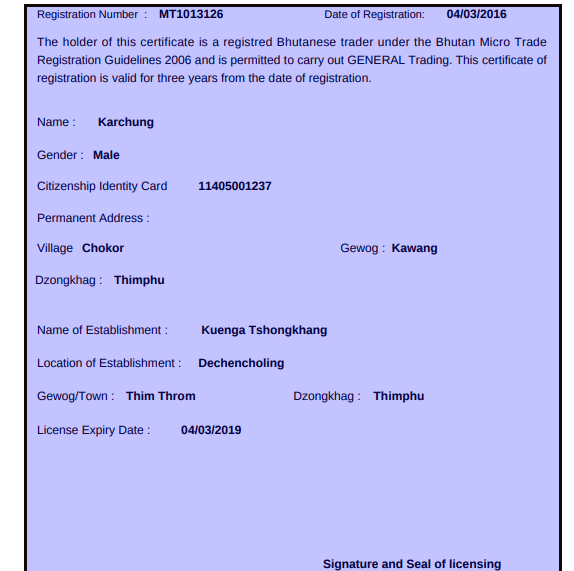 Registration Number : MT1013126 Date of Registration: 04/03/2016
The holder of this certificate is a registred Bhutanese trader under the Bhutan Micro Trade
Registration Guidelines 2006 and is permitted to carry out GENERAL Trading. This certificate of
registration is valid for three years from the date of registration.
Name : Karchung
Gender : Male
Citizenship Identity Card 11405001237
Permanent Address :
Village Chokor Gewog : Kawang
Dzongkhag : Thimphu
Name of Establishment : Kuenga Tshongkhang
Location of Establishment : Dechencholing
Gewog/Town : Thim Throm Dzongkhag : Thimphu
License Expiry Date : 04/03/2019
Signature and Seal of licensing